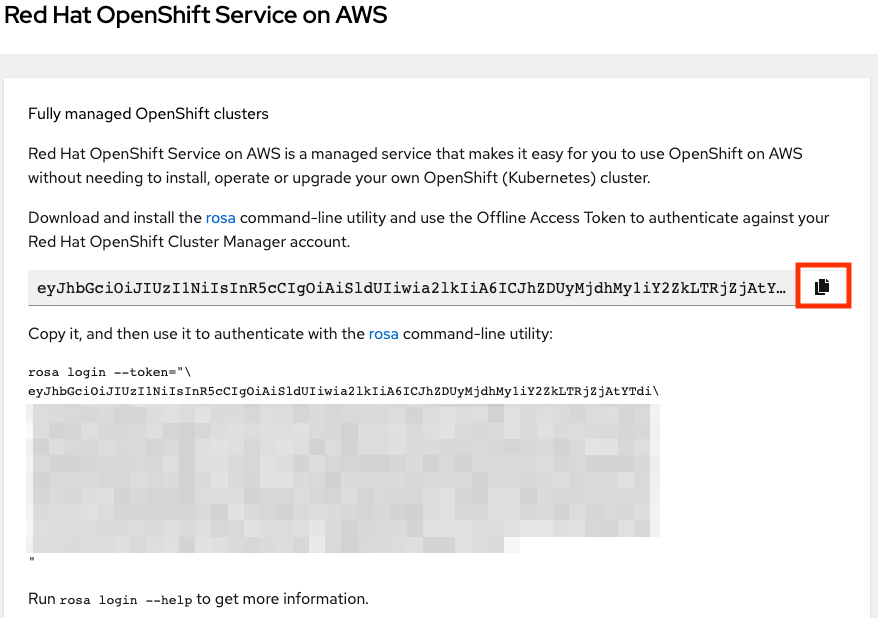 Red Hat OpenShift Service on AWS
Fully managed OpenShift clusters
Red Hat OpenShift Service on AWS is a managed service that makes it easy for you to use OpenShift on AWS
without needing to install, operate or upgrade your own OpenShift (Kubernetes) cluster.
Download and install the rosa command-line utility and use the Offline Access Token to authenticate against your
Red Hat OpenShift Cluster Manager account.
eyJhbGciOiJIUzI1NiIsInR5cCIgOiAiSldUIiwia2lkIiA6ICJhZDUyMjdhMy1iY2ZkLTRjZjAtY…
Copy it, and then use it to authenticate with the rosa command-line utility:
rosa login --token="\
eyJhbGciOiJIUzI1NiIsInR5cCIgOiAiSldUIiwia2lkIiA6ICJhZDUyMjdhMy1iY2ZkLTRjZjAtYTdi\
"
Run rosa login --help to get more information.